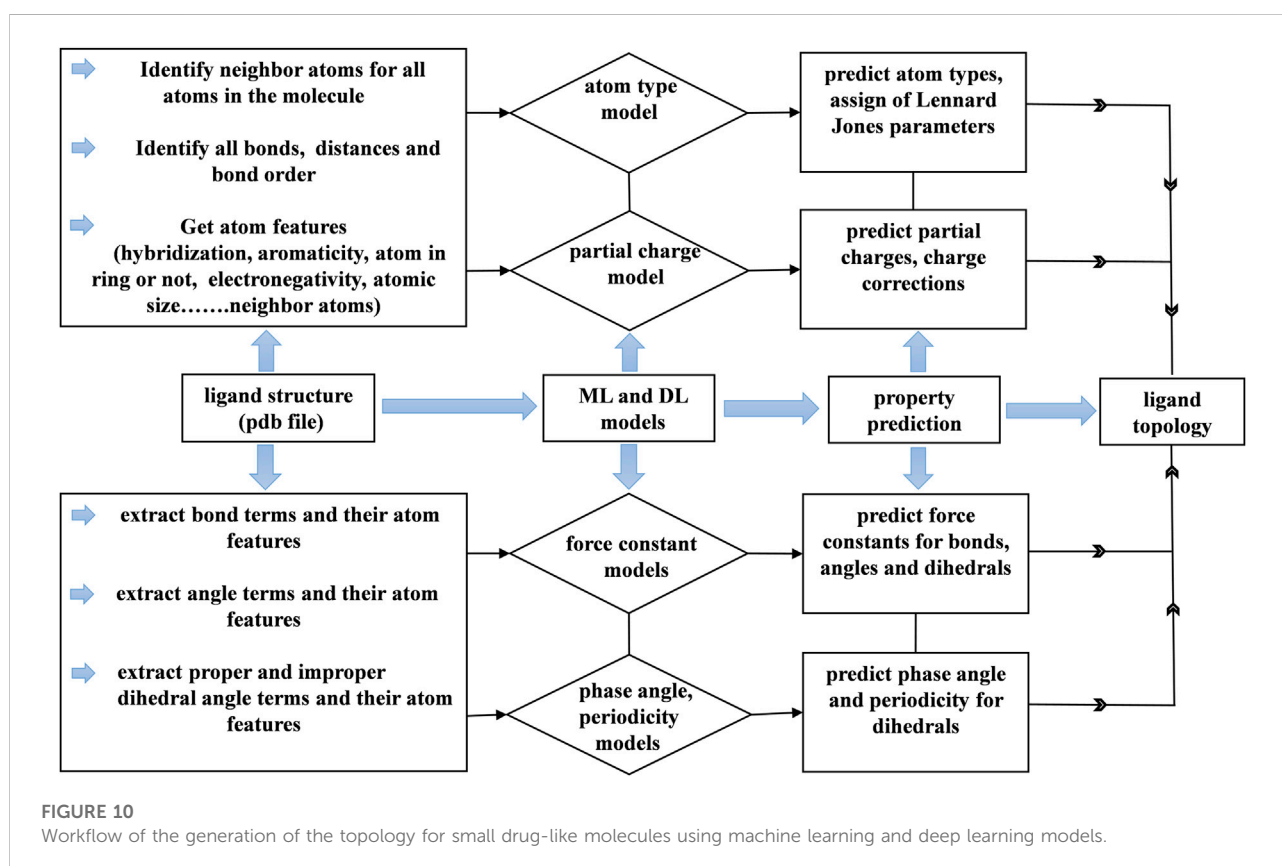 Identify neighbor atoms for all
atoms in the molecule
Identify all bonds, distances and
bond order
Get atom features
(hybridization, aromaticity, atom in
ring or not, electronegativity, atomic
size.......neighbor atoms)
atom type
model
partial charge
model
predict atom types,
assign of Lennard
Jones parameters
predict partial
charges, charge
corrections
ligand structure
(pdb file)
ML and DL
models
property
prediction
ligand
topology
extract bond terms and their atom
features
extract angle terms and their atom
features
extract proper and improper
dihedral angle terms and their atom
features
force constant
models
phase angle,
periodicity
models
predict force
constants for bonds,
angles and dihedrals
predict phase angle
and periodicity for
dihedrals
FIGURE 10
Workflow of the generation of the topology for small drug-like molecules using machine learning and deep learning models.